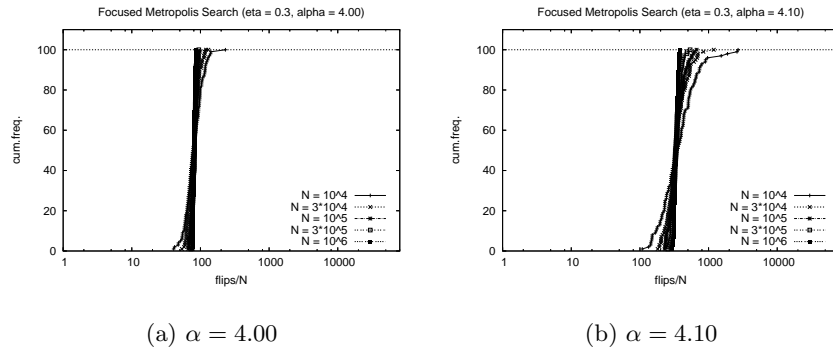 Focused Metropolis Search (eta = 0.3, alpha = 4.00)
100
80
60
40
20
0
cum.freq.
N = 10^4
N = 3*10^4
N = 10^5
N = 3*10^5
N = 10^6
1 10 100 1000 10000
flips/N
(a) α = 4.00
Focused Metropolis Search (eta = 0.3, alpha = 4.10)
100
80
60
40
20
0
cum.freq.
N = 10^4
N = 3*10^4
N = 10^5
N = 3*10^5
N = 10^6
1 10 100 1000 10000
flips/N
(b) α = 4.10